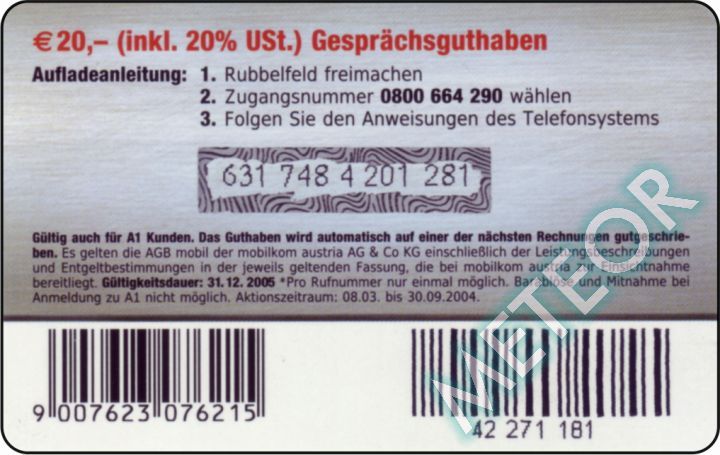 € 20,– (inkl. 20% USt.) Gesprächsguthaben
Aufladeanleitung: 1. Rubbelfeld freimachen
2. Zugangsnummer 0800 664 290 wählen
3. Folgen Sie den Anweisungen des Telefonsystems
631 748 4 201 281
Gültig auch für A1 Kunden. Das Guthaben wird automatisch auf einer der nächsten Rechnungen gutgeschrie-
ben. Es gelten die AGB mobil der mobilkom austria AG & Co KG einschließlich der Leistungsbeschreibungen
und Entgeltbestimmungen in der jeweils geltenden Fassung, die bei mobilkom austria zur Einsichtnahme
bereitliegt. Gültigkeitsdauer: 31. 12. 2005 *Pro Rufnummer nur einmal möglich. Barablöse und Mitnahme bei
Anmeldung zu A1 nicht möglich. Aktionszeitraum: 08.03. bis 30.09.2004.
METEOR
9 007623 076215
42 271 181